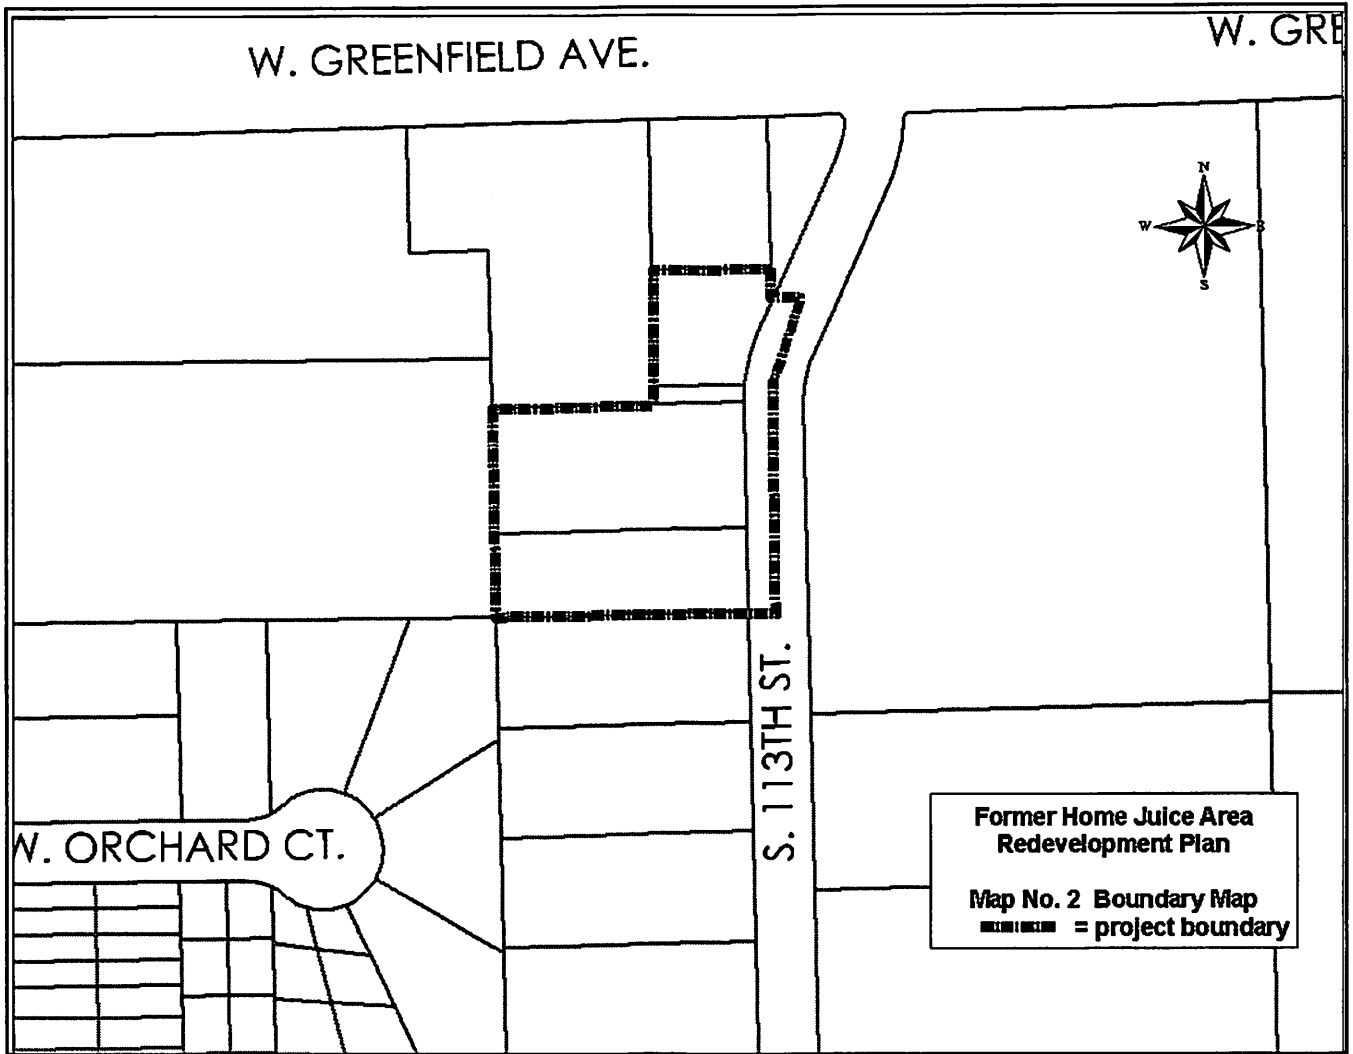 W. GREENFIELD AVE.
W. GRE
N
W
E
S
S. 113TH ST.
W. ORCHARD CT.
Former Home Juice Area
Redevelopment Plan
Map No. 2 Boundary Map
= project boundary